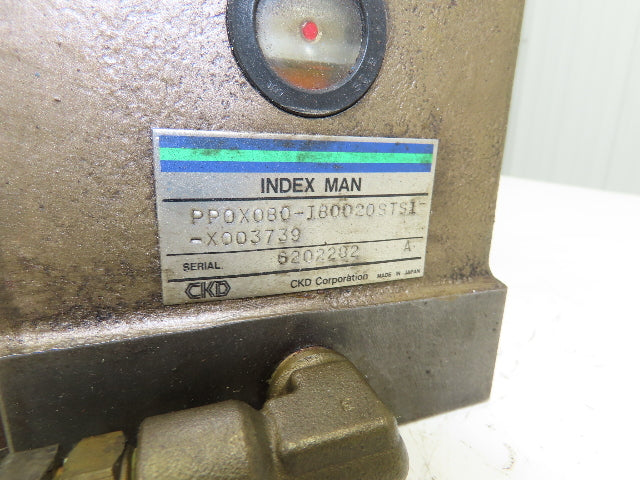 INDEX MAN
PPOX080-I80020STS1
-X003739
SERIAL 6202292 A
CKD CKD Corporation MADE IN JAPAN